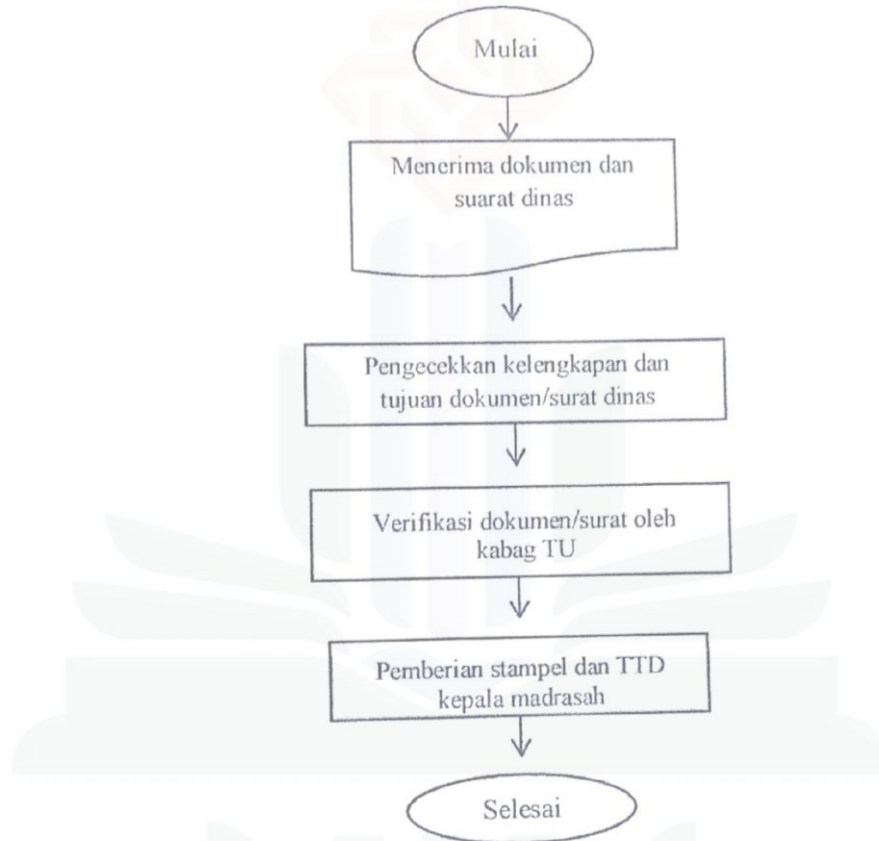 Mulai
Menerima dokumen dan
suarat dinas
Pengecekkan kelengkapan dan
tujuan dokumen/surat dinas
Verifikasi dokumen/surat oleh
kabag TU
Pemberian stampel dan TTD
kepala madrasah
Selesai